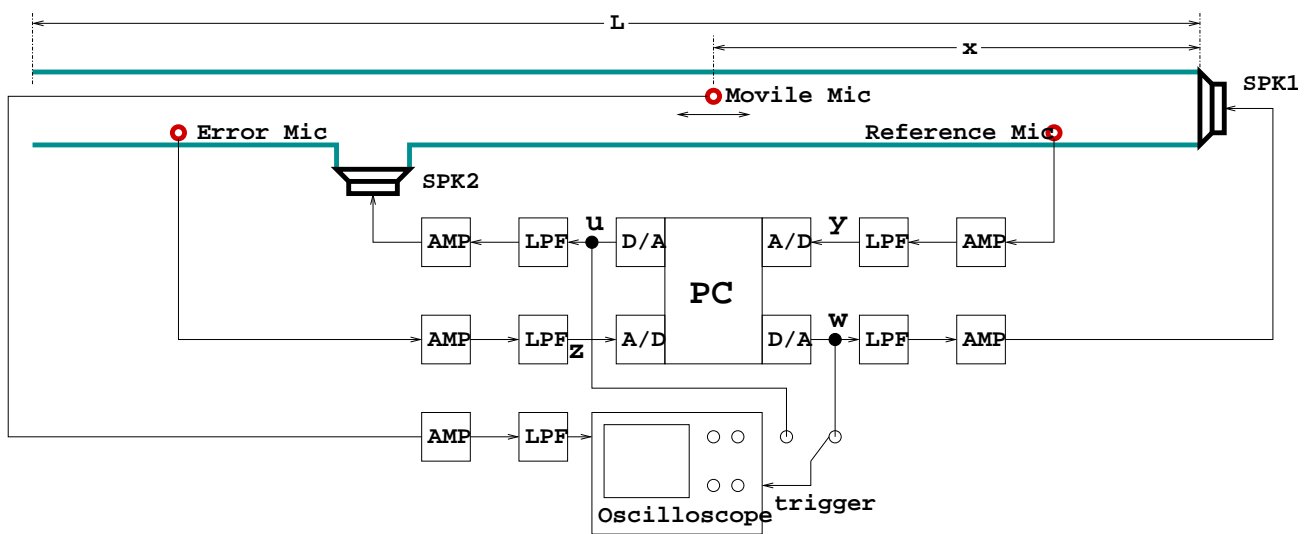 L
x
SPK1
Movile Mic
Error Mic
Reference Mic
SPK2
u
y
AMP
LPF
D/A
A/D
LPF
AMP
PC
w
AMP
LPF
z
A/D
D/A
LPF
AMP
AMP
LPF
trigger
Oscilloscope